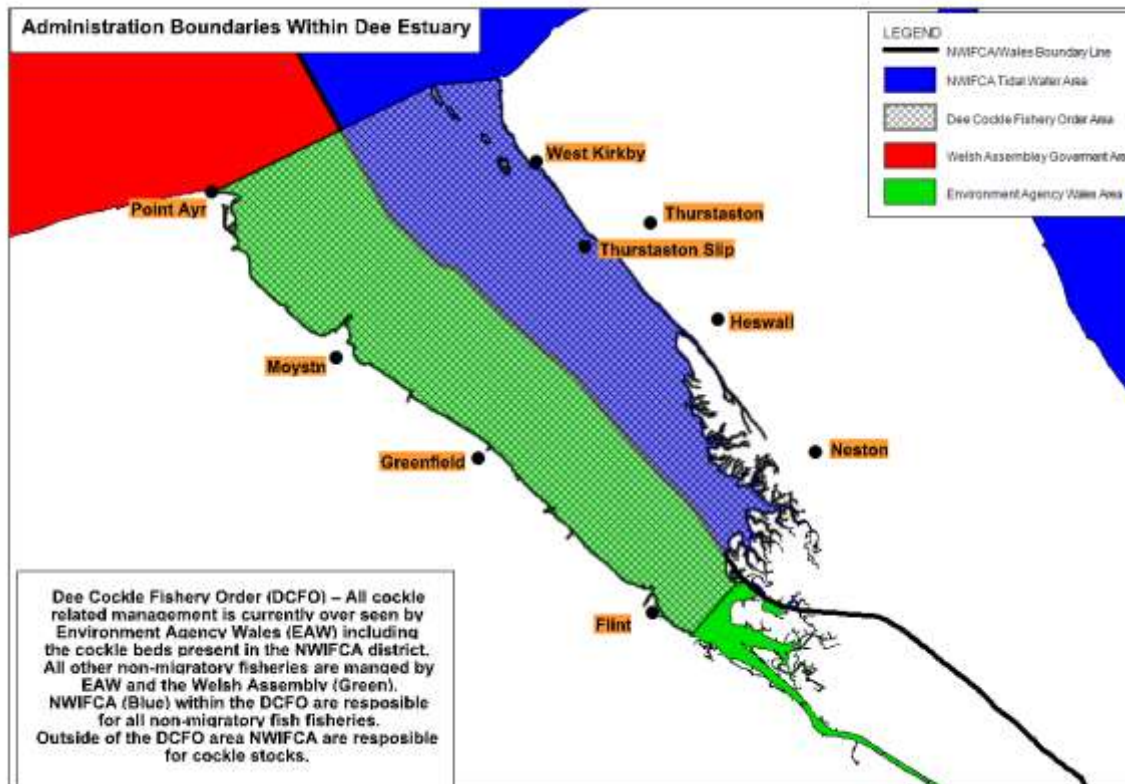 Administration Boundaries Within Dee Estuary
LEGEND
NWIFCA/Wales Boundary Line
NWIFCA Tidal Water Area
Dee Cockle Fishery Order Area
Welsh Assembley Goverment Are
Environment Agency Wales Area
West Kirkby
Point Ayr
Thurstaston
Thurstaston Slip
Heswall
Moystn
Neston
Greenfield
Flint
Dee Cockle Fishery Order (DCFO) – All cockle
related management is currently over seen by
Environment Agency Wales (EAW) including
the cockle beds present in the NWIFCA district.
All other non-migratory fisheries are manged by
EAW and the Welsh Assembly (Green).
NWIFCA (Blue) within the DCFO are resposible
for all non-migratory fish fisheries.
Outside of the DCFO area NWIFCA are resposible
for cockle stocks.